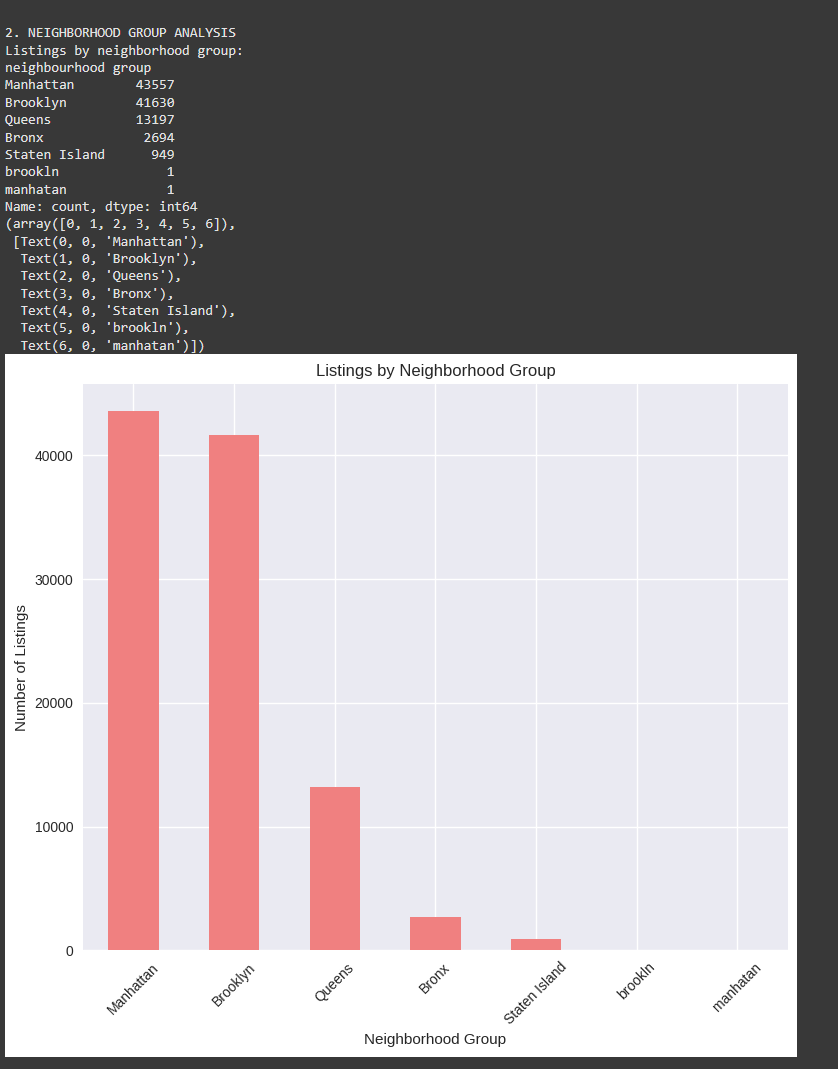 2. NEIGHBORHOOD GROUP ANALYSIS
Listings by neighborhood group:
neighbourhood group
Manhattan        43557
Brooklyn         41630
Queens           13197
Bronx             2694
Staten Island      949
brookln              1
manhatan             1
Name: count, dtype: int64
(array([0, 1, 2, 3, 4, 5, 6]),
 [Text(0, 0, 'Manhattan'),
  Text(1, 0, 'Brooklyn'),
  Text(2, 0, 'Queens'),
  Text(3, 0, 'Bronx'),
  Text(4, 0, 'Staten Island'),
  Text(5, 0, 'brookln'),
  Text(6, 0, 'manhatan')])
Listings by Neighborhood Group
Number of Listings
40000
30000
20000
10000
0
Manhattan
Brooklyn
Queens
Bronx
Staten Island
brookln
manhatan
Neighborhood Group